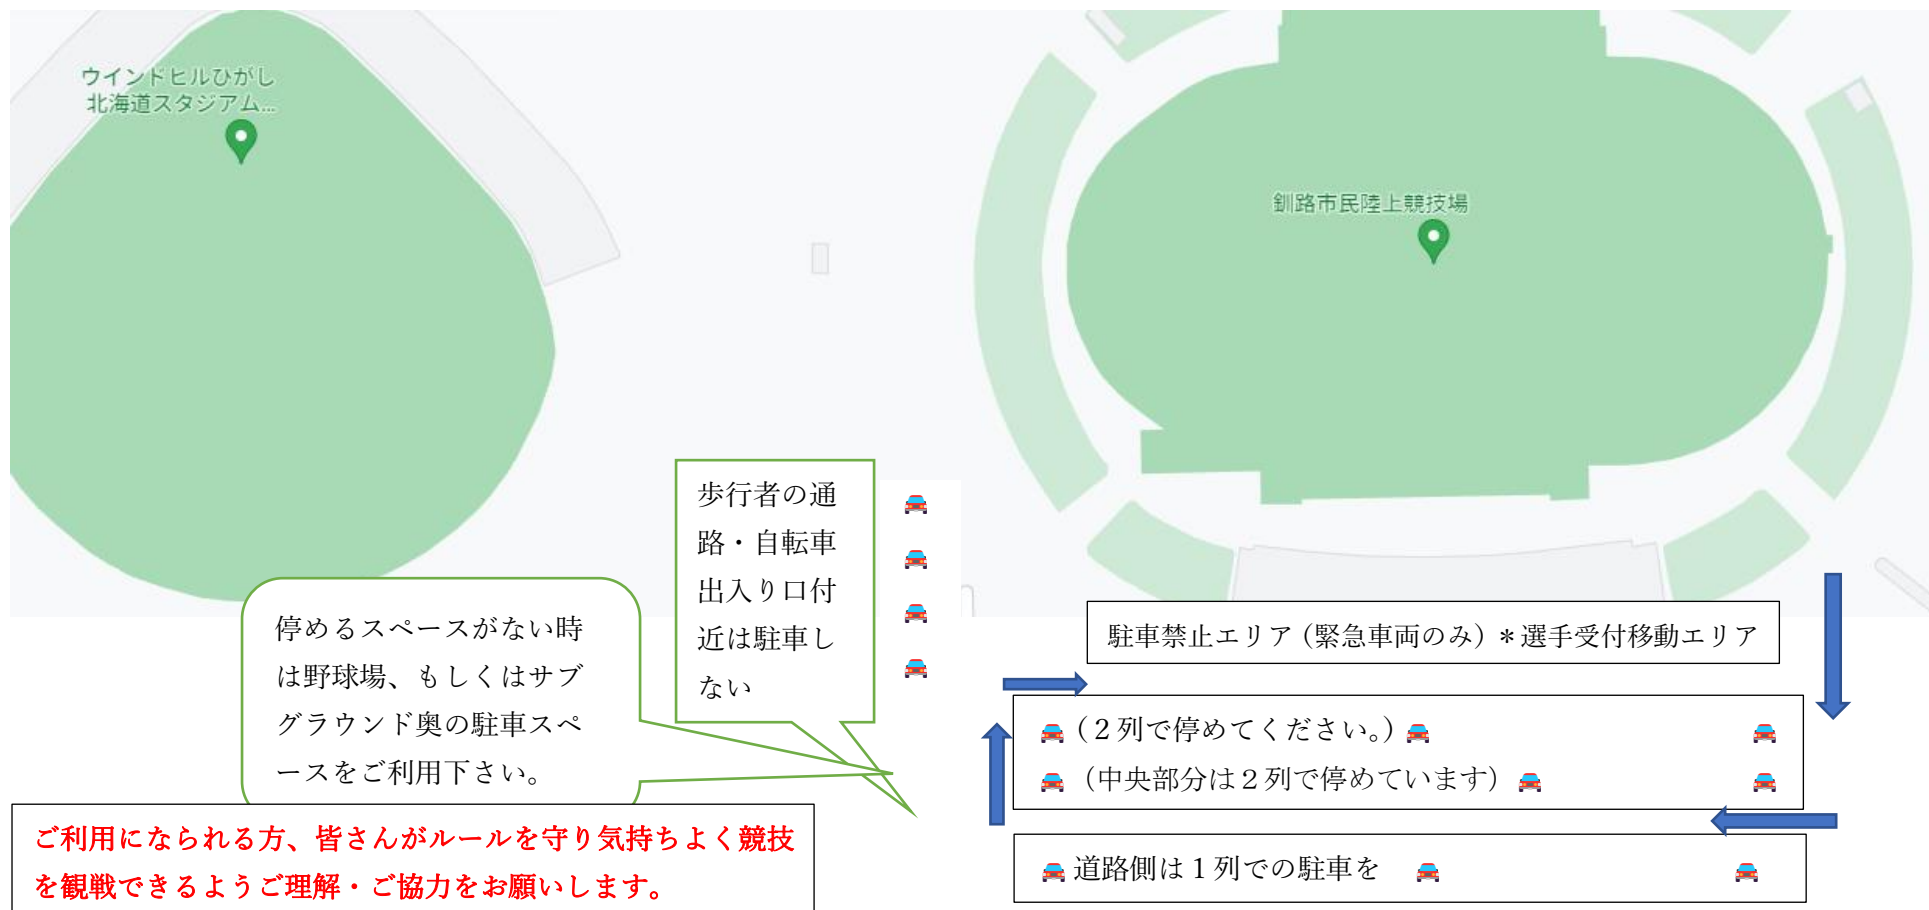 ウインドヒルひがし
北海道スタジアム...
釧路市民陸上競技場
歩行者の通
路・自転車
出入り口付
近は駐車し
ない
停めるスペースがない時
は野球場、もしくはサブ
グラウンド奥の駐車スペ
ースをご利用下さい。
駐車禁止エリア（緊急車両のみ）＊選手受付移動エリア
（２列で停めてください。）
（中央部分は２列で停めています）
道路側は１列での駐車を
ご利用になられる方、皆さんがルールを守り気持ちよく競技
を観戦できるようご理解・ご協力をお願いします。